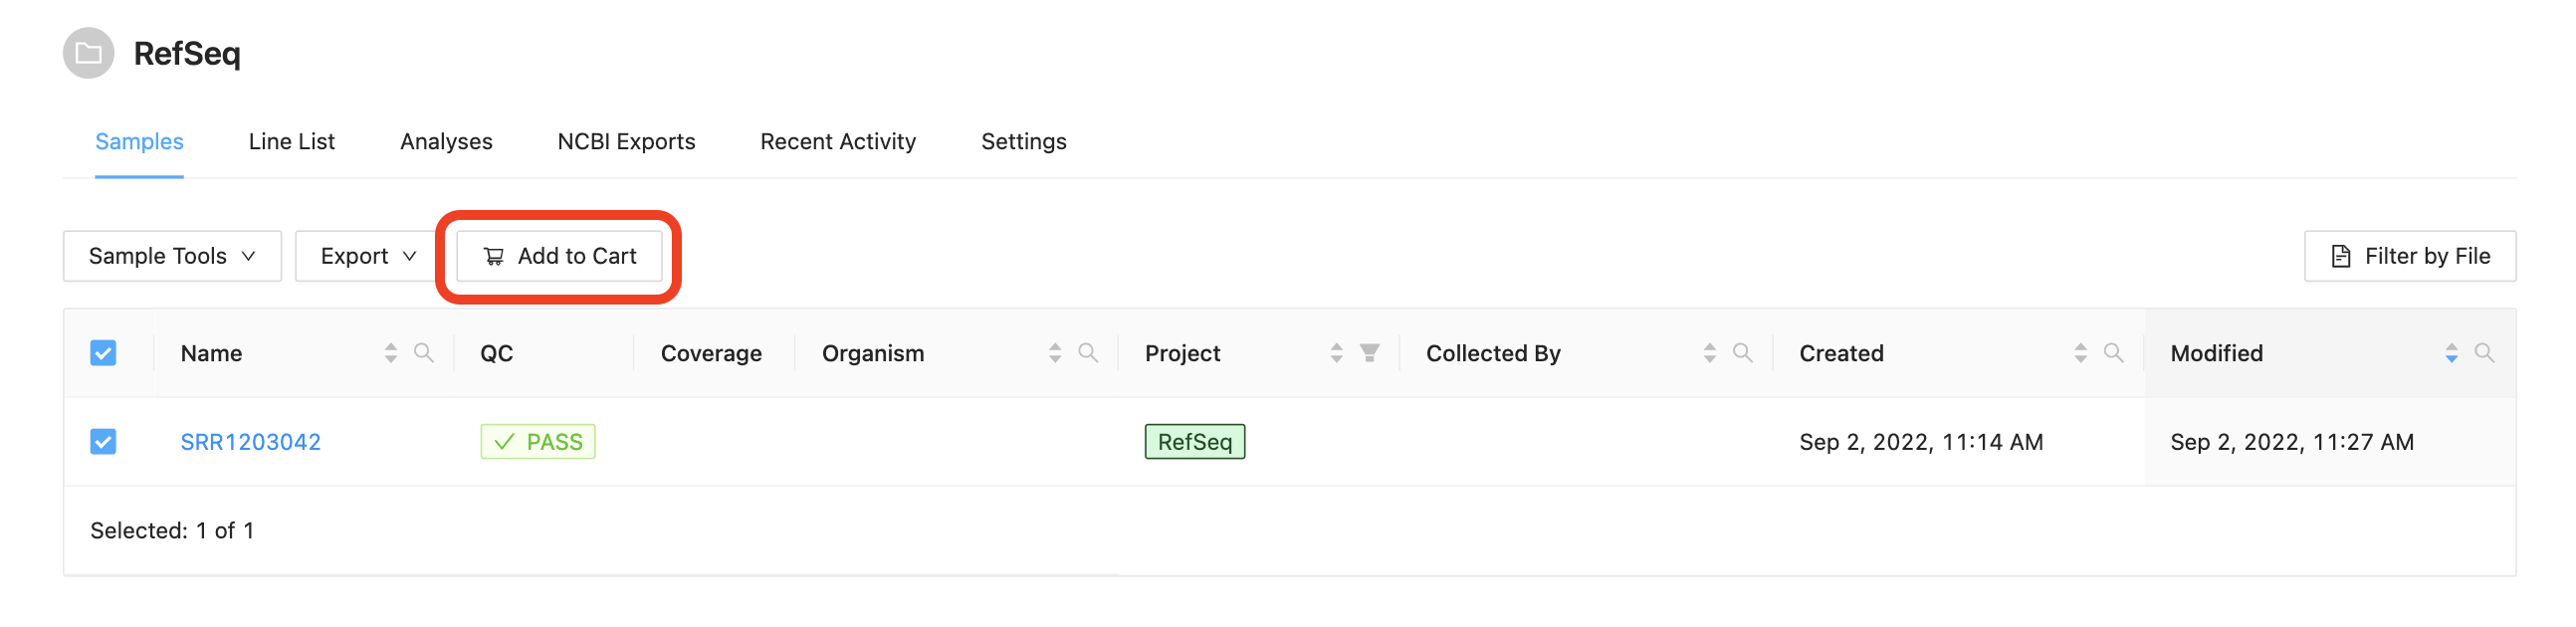 RefSeq
Samples Line List Analyses NCBI Exports Recent Activity Settings
Sample Tools Export Add to Cart Filter by File
Name QC Coverage Organism Project Collected By Created Modified
SRR1203042 PASS RefSeq Sep 2, 2022, 11:14 AM Sep 2, 2022, 11:27 AM
Selected: 1 of 1